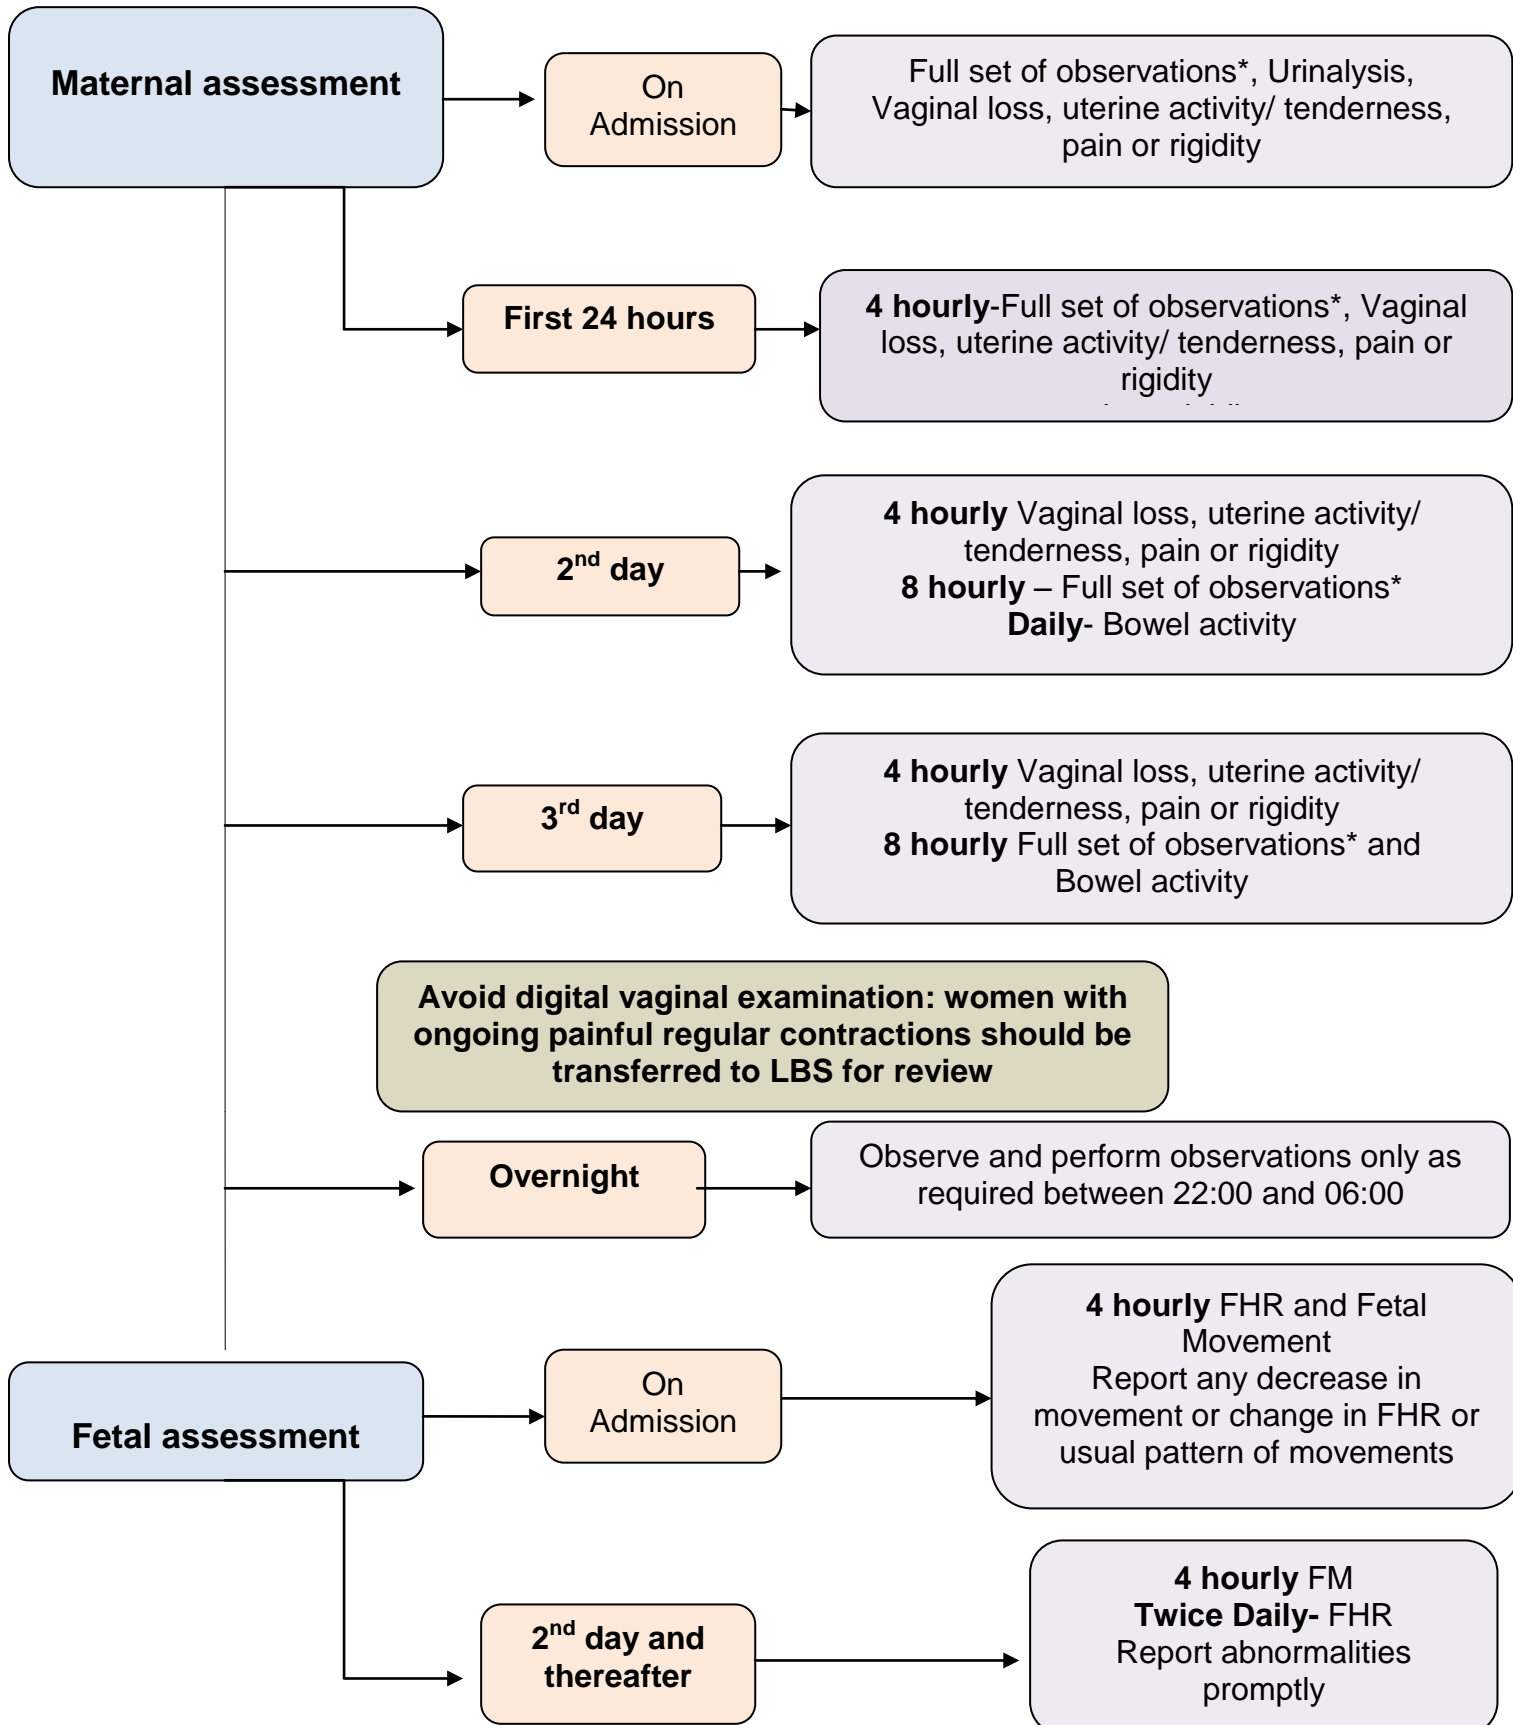 Maternal assessment
On
Admission
Full set of observations*, Urinalysis,
Vaginal loss, uterine activity/ tenderness,
pain or rigidity
First 24 hours
4 hourly-Full set of observations*, Vaginal
loss, uterine activity/ tenderness, pain or
rigidity
2nd day
4 hourly Vaginal loss, uterine activity/
tenderness, pain or rigidity
8 hourly – Full set of observations*
Daily- Bowel activity
3rd day
4 hourly Vaginal loss, uterine activity/
tenderness, pain or rigidity
8 hourly Full set of observations* and
Bowel activity
Avoid digital vaginal examination: women with
ongoing painful regular contractions should be
transferred to LBS for review
Overnight
Observe and perform observations only as
required between 22:00 and 06:00
Fetal assessment
On
Admission
4 hourly FHR and Fetal
Movement
Report any decrease in
movement or change in FHR or
usual pattern of movements
2nd day and
thereafter
4 hourly FM
Twice Daily- FHR
Report abnormalities
promptly